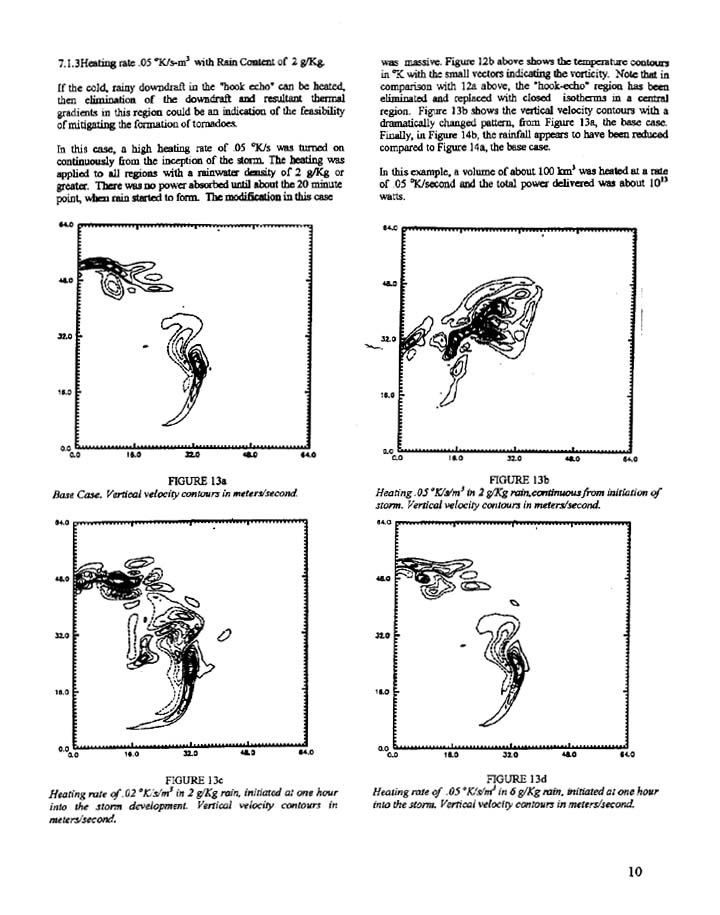 7.1.3Heating rate .05 °K/s-m³ with Rain Content of 2 g/Kg.
If the cold, rainy downdraft in the "hook echo" can be heated,
then elimination of the downdraft and resultant thermal
gradients in this region could be an indication of the feasibility
of mitigating the formation of tornadoes.
In this case, a high heating rate of .05 °K/s was turned on
continuously from the inception of the storm. The heating was
applied to all regions with a rainwater density of 2 g/Kg or
greater. There was no power absorbed until about the 20 minute
point, when rain started to form. The modification in this case
was massive. Figure 12b above shows the temperature contours
in °K with the small vectors indicating the vorticity. Note that in
comparison with 12a above, the "hook-echo" region has been
eliminated and replaced with closed isotherms in a central
region. Figure 13b shows the vertical velocity contours with a
dramatically changed pattern, from Figure 13a, the base case.
Finally, in Figure 14b, the rainfall appears to have been reduced
compared to Figure 14a, the base case.
In this example, a volume of about 100 km³ was heated at a rate
of .05 °K/second and the total power delivered was about 10¹³
watts.
64.0
48.0
32.0
16.0
0.0
0.0 16.0 32.0 48.0 64.0
FIGURE 13a
Base Case. Vertical velocity contours in meters/second.
64.0
48.0
32.0
16.0
0.0
0.0 16.0 32.0 48.0 64.0
FIGURE 13b
Heating .05 °K/s/m³ in 2 g/Kg rain,continuous from initiation of
storm. Vertical velocity contours in meters/second.
64.0
48.0
32.0
16.0
0.0
0.0 16.0 32.0 48.0 64.0
FIGURE 13c
Heating rate of .02 °K/s/m³ in 2 g/Kg rain, initiated at one hour
into the storm development. Vertical velocity contours in
meters/second.
64.0
48.0
32.0
16.0
0.0
0.0 16.0 32.0 48.0 64.0
FIGURE 13d
Heating rate of .05 °K/s/m³ in 6 g/Kg rain, initiated at one hour
into the storm. Vertical velocity contours in meters/second.
10